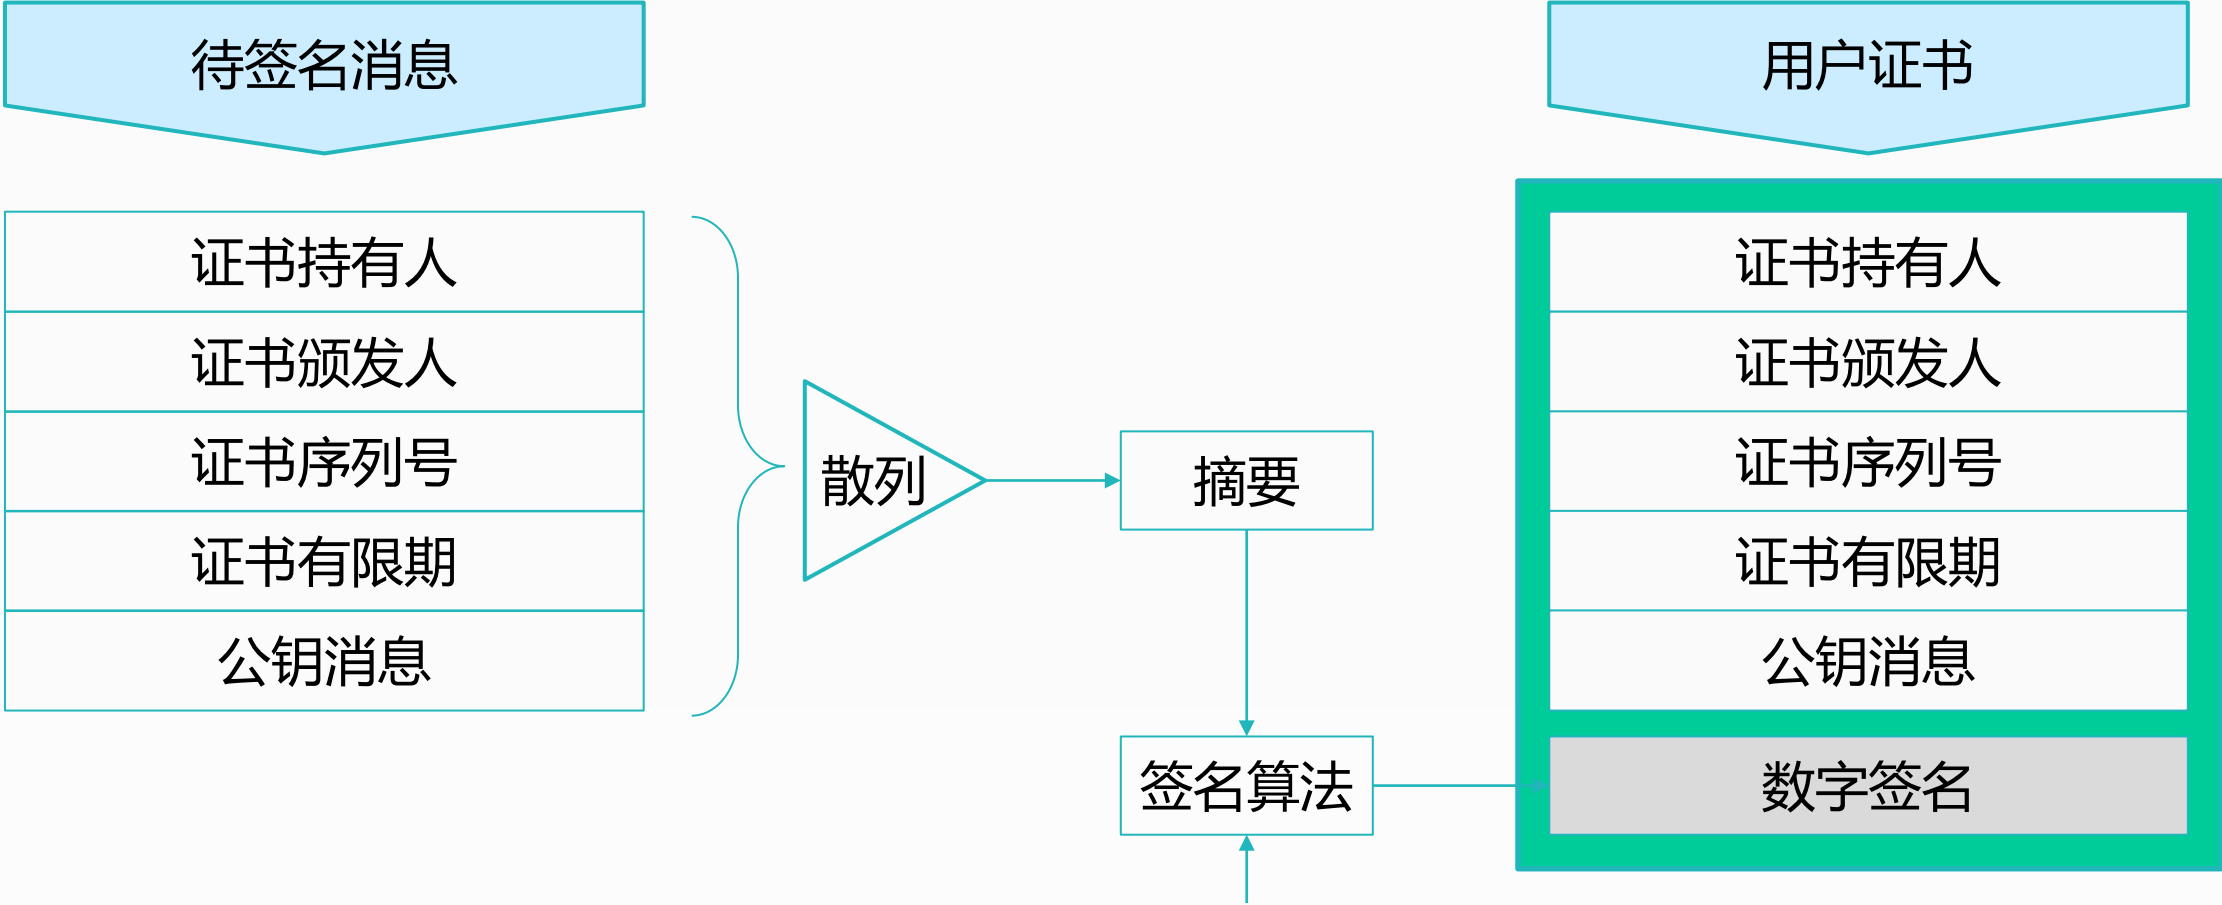 待签名消息
证书持有人
证书颁发人
证书序列号
证书有限期
公钥消息
散列
摘要
签名算法
用户证书
证书持有人
证书颁发人
证书序列号
证书有限期
公钥消息
数字签名